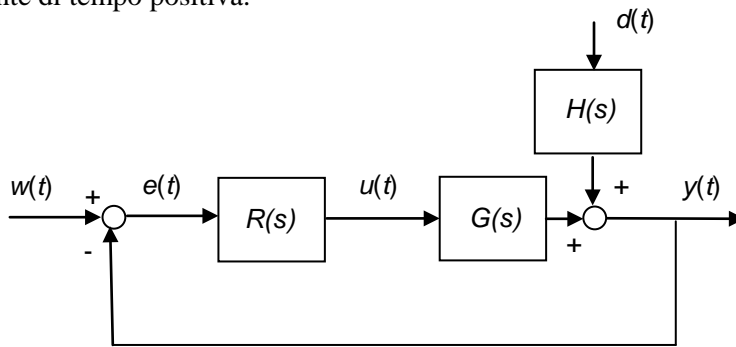 nte di tempo positiva.
d(t)
H(s)
w(t) + e(t) R(s) u(t) G(s) + y(t)
- +